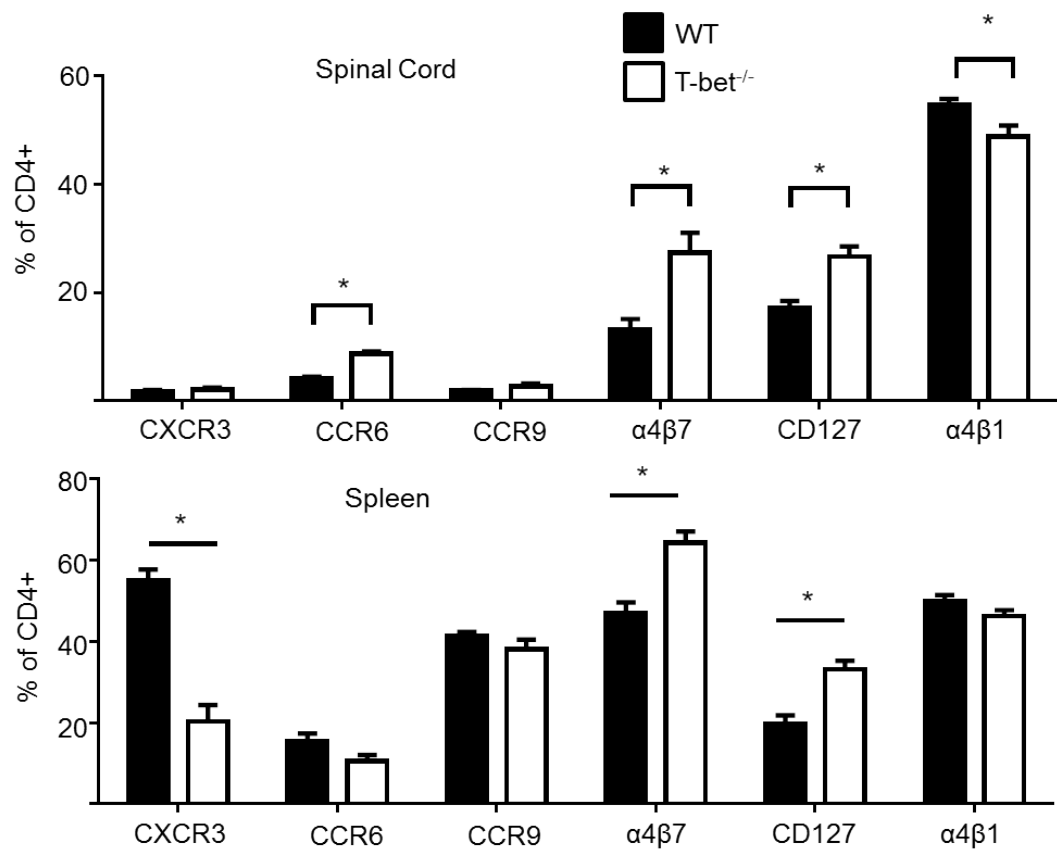 WT
T-bet-/-
Spinal Cord
*
*
*
*
60
40
20
% of CD4+
CXCR3 CCR6 CCR9 α4β7 CD127 α4β1
Spleen
*
*
*
80
60
40
20
% of CD4+
CXCR3 CCR6 CCR9 α4β7 CD127 α4β1